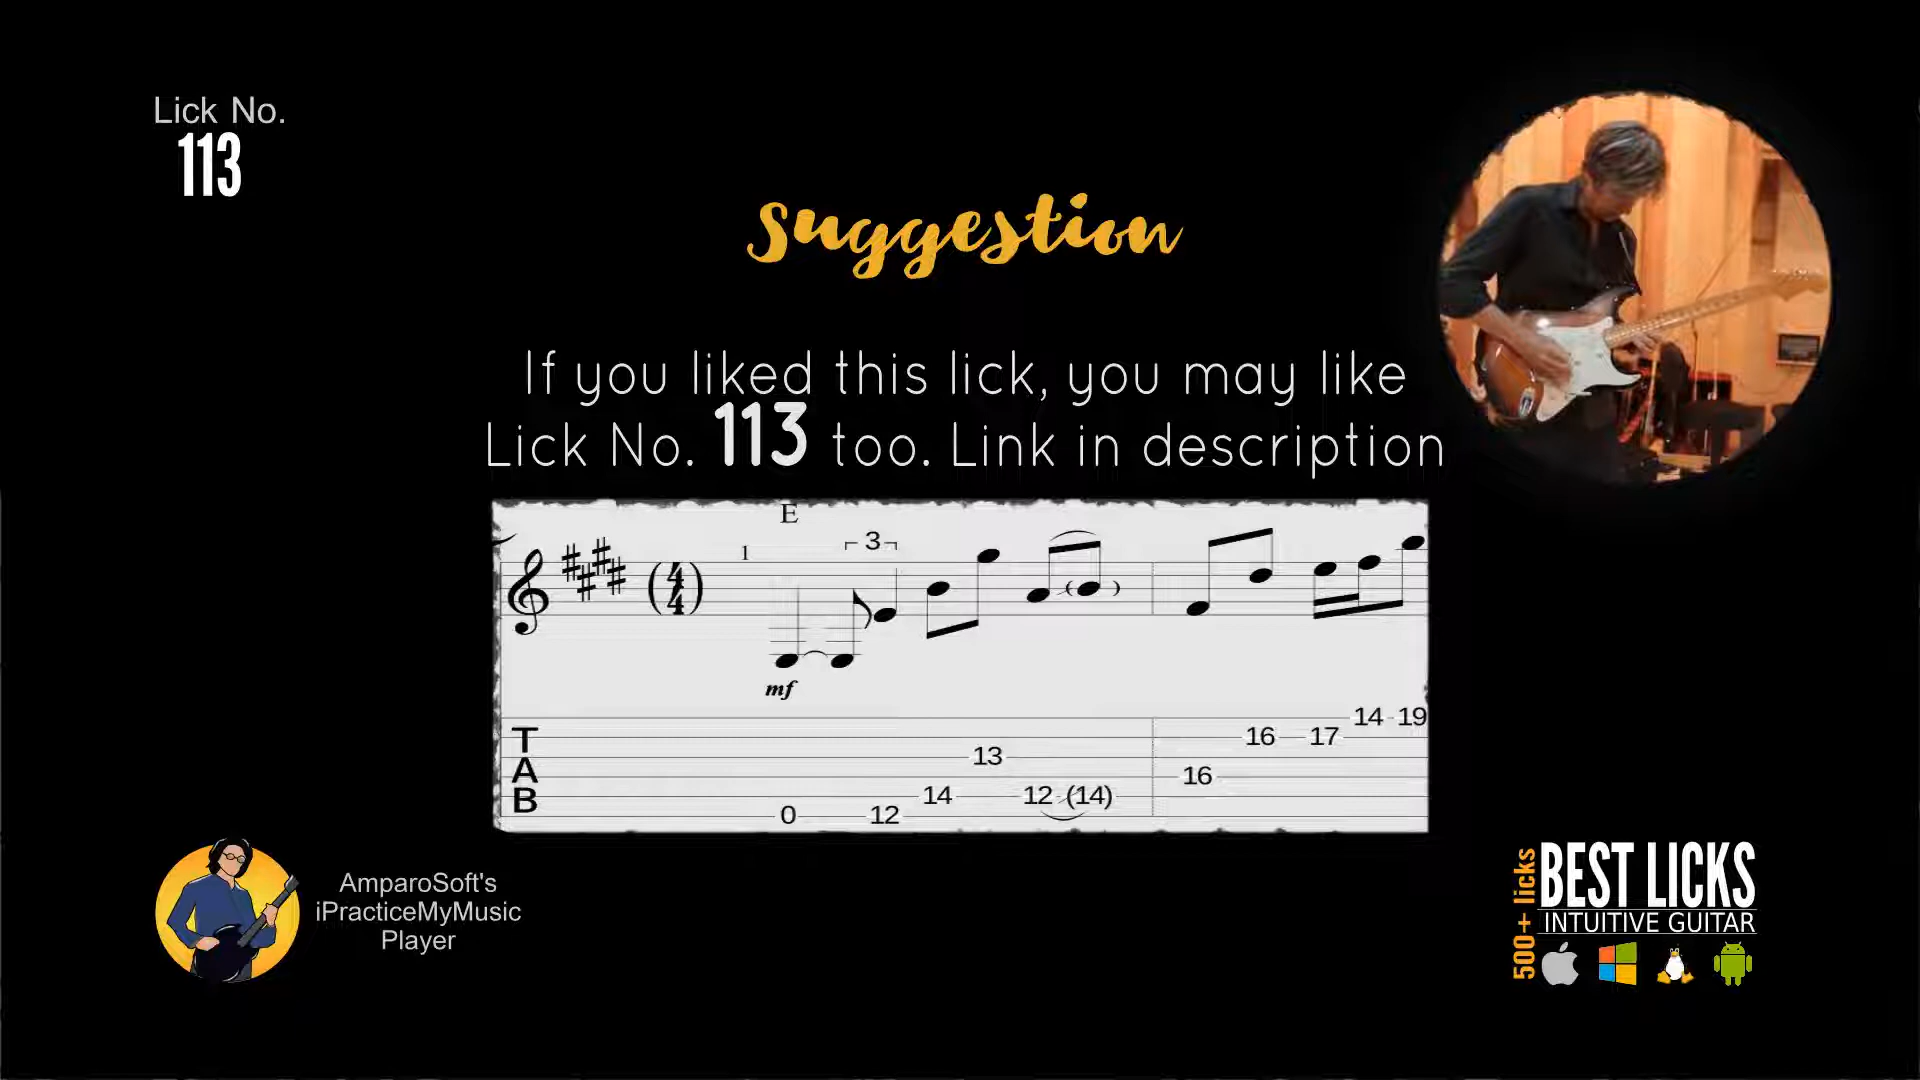 Lick No.
113
Suggestion
If you liked this lick, you may like
Lick No. 113 too. Link in description
E
3
1
4
4
mf
T
A
B
0 12 14 13 12 (14) 16 16 17 14 19
AmparoSoft's
iPracticeMyMusic
Player
500+ licks
BEST LICKS
INTUITIVE GUITAR